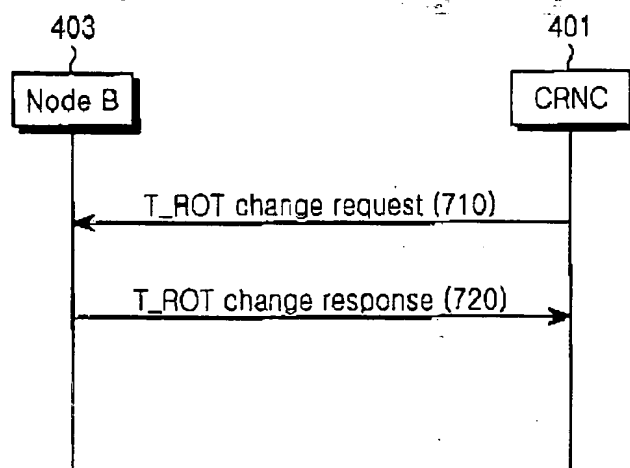 403
401
Node B
CRNC
T_ROT change request (710)
T_ROT change response (720)